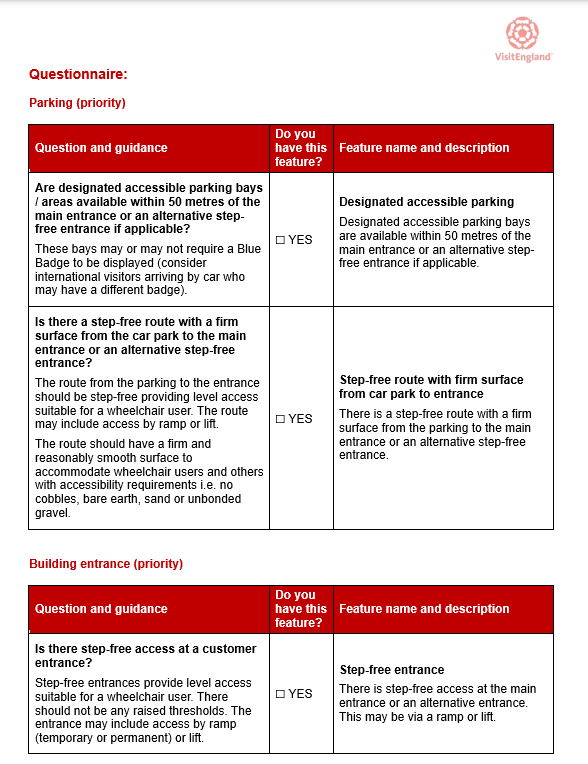 VisitEngland
Questionnaire:
Parking (priority)
Question and guidance
Do you
have this
feature?
Feature name and description
Are designated accessible parking bays
/ areas available within 50 metres of the
main entrance or an alternative step-
free entrance if applicable?
These bays may or may not require a Blue
Badge to be displayed (consider
international visitors arriving by car who
may have a different badge).
☐ YES
Designated accessible parking
Designated accessible parking bays
are available within 50 metres of the
main entrance or an alternative step-
free entrance if applicable.
Is there a step-free route with a firm
surface from the car park to the main
entrance or an alternative step-free
entrance?
The route from the parking to the entrance
should be step-free providing level access
suitable for a wheelchair user. The route
may include access by ramp or lift.
The route should have a firm and
reasonably smooth surface to
accommodate wheelchair users and others
with accessibility requirements i.e. no
cobbles, bare earth, sand or unbonded
gravel.
☐ YES
Step-free route with firm surface
from car park to entrance
There is a step-free route with a firm
surface from the parking to the main
entrance or an alternative step-free
entrance.
Building entrance (priority)
Question and guidance
Do you
have this
feature?
Feature name and description
Is there step-free access at a customer
entrance?
Step-free entrances provide level access
suitable for a wheelchair user. There
should not be any raised thresholds. The
entrance may include access by ramp
(temporary or permanent) or lift.
☐ YES
Step-free entrance
There is step-free access at the main
entrance or an alternative entrance.
This may be via a ramp or lift.